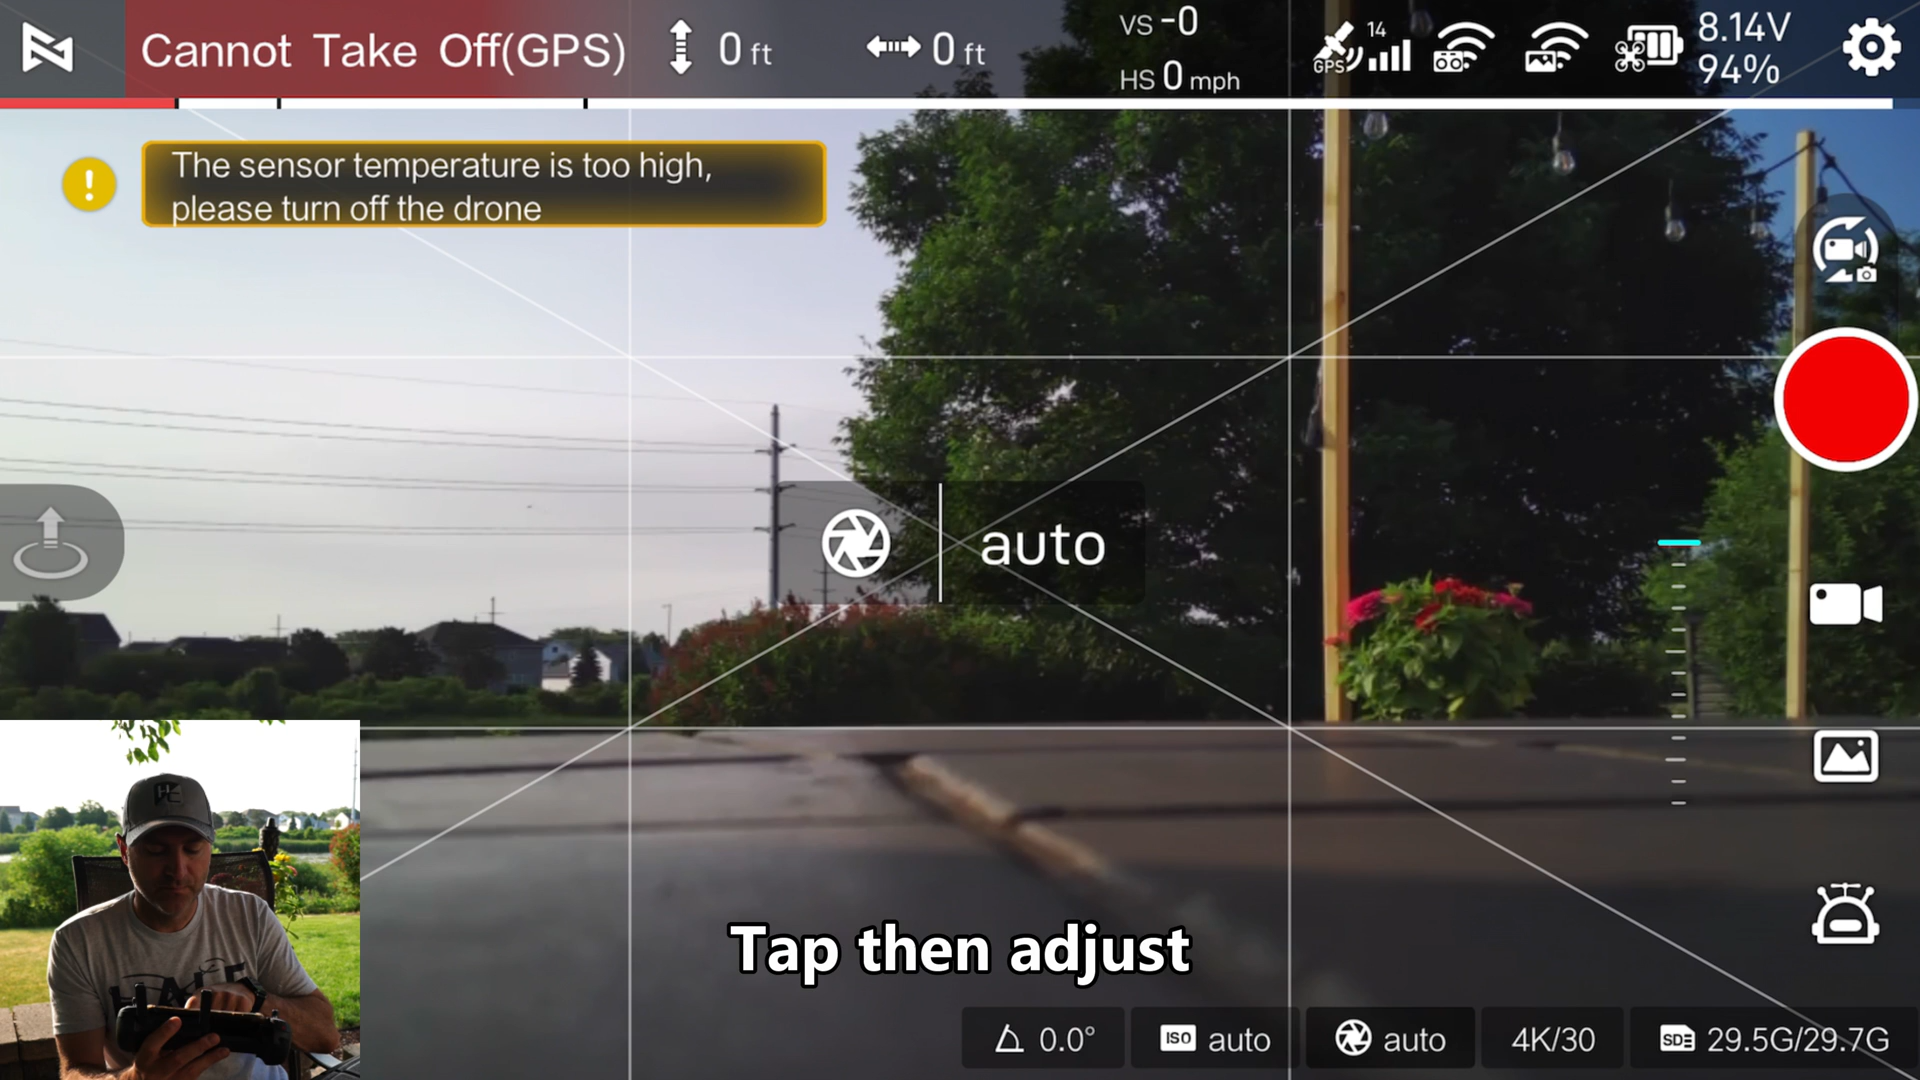 Cannot Take Off(GPS)
0 ft
0 ft
VS -0
HS 0 mph
GPS
14
8.14V
94%
The sensor temperature is too high,
please turn off the drone
auto
Tap then adjust
0.0°
ISO auto
auto
4K/30
SD 29.5G/29.7G